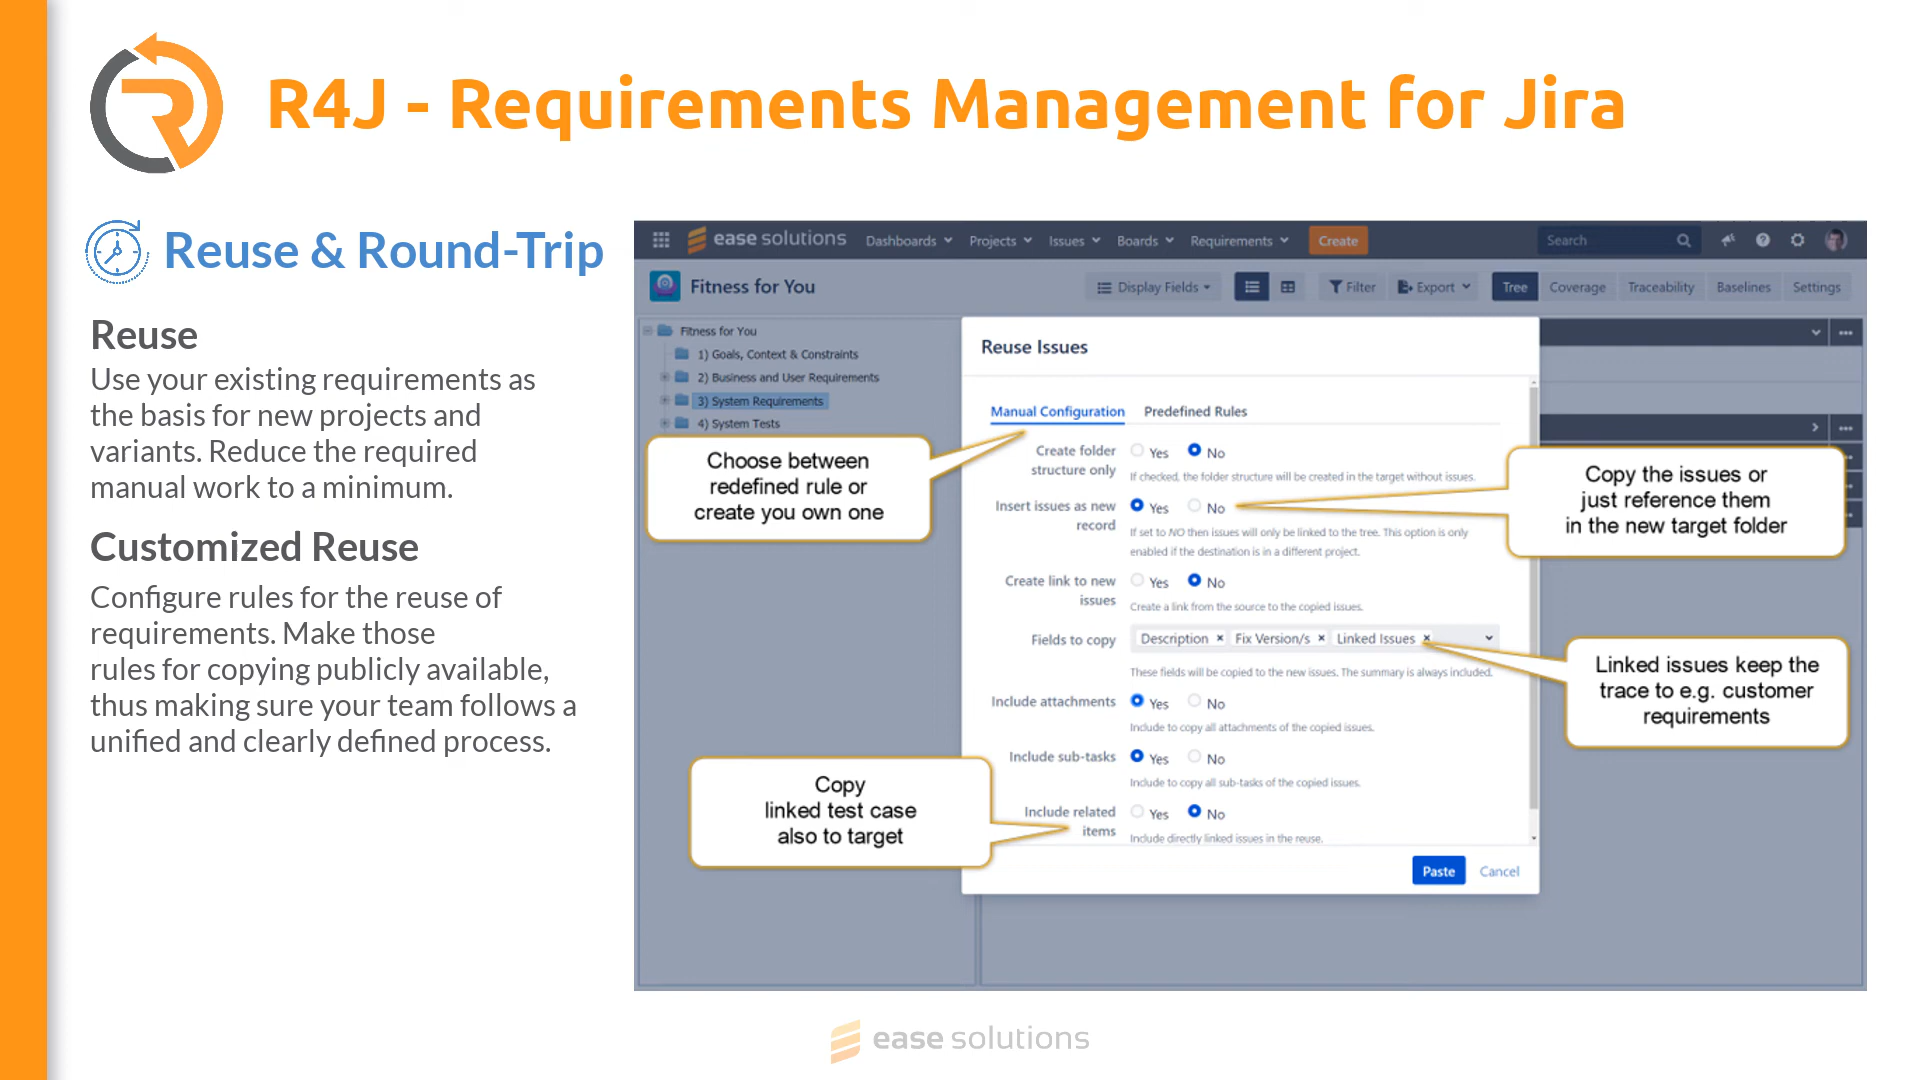 R4J - Requirements Management for Jira
Reuse & Round-Trip
Reuse
Use your existing requirements as
the basis for new projects and
variants. Reduce the required
manual work to a minimum.
Customized Reuse
Configure rules for the reuse of
requirements. Make those
rules for copying publicly available,
thus making sure your team follows a
unified and clearly defined process.
ease solutions Dashboards Projects Issues Boards Requirements Create Search
Fitness for You Display Fields Filter Export Tree Coverage Traceability Baselines Settings
Fitness for You
1) Goals, Context & Constraints
2) Business and User Requirements
3) System Requirements
4) System Tests
Choose between
redefined rule or
create you own one
Copy
linked test case
also to target
Reuse Issues
Manual Configuration Predefined Rules
Create folder
structure only
Yes No
If checked, the folder structure will be created in the target without issues.
Insert issues as new
record
Yes No
If set to NO then issues will only be linked to the tree. This option is only
enabled if the destination is in a different project.
Create link to new
issues
Yes No
Create a link from the source to the copied issues.
Fields to copy
Description × Fix Version/s × Linked Issues ×
These fields will be copied to the new issues. The summary is always included.
Include attachments
Yes No
Include to copy all attachments of the copied issues.
Include sub-tasks
Yes No
Include to copy all sub-tasks of the copied issues.
Include related
items
Yes No
Include directly linked issues in the reuse.
Paste Cancel
Copy the issues or
just reference them
in the new target folder
Linked issues keep the
trace to e.g. customer
requirements
ease solutions